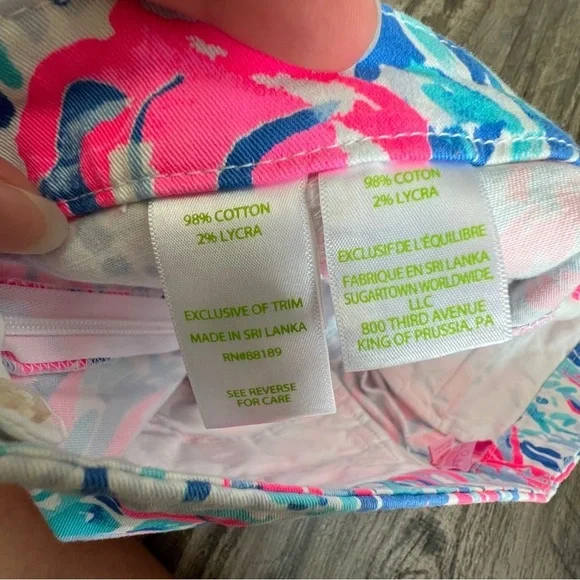 98% COTTON
2% LYCRA
EXCLUSIVE OF TRIM
MADE IN SRI LANKA
RN#88189
SEE REVERSE
FOR CARE
98% COTON
2% LYCRA
EXCLUSIF DE L'ÉQUILIBRE
FABRIQUE EN SRI LANKA
SUGARTOWN WORLDWIDE,
LLC
800 THIRD AVENUE
KING OF PRUSSIA, PA